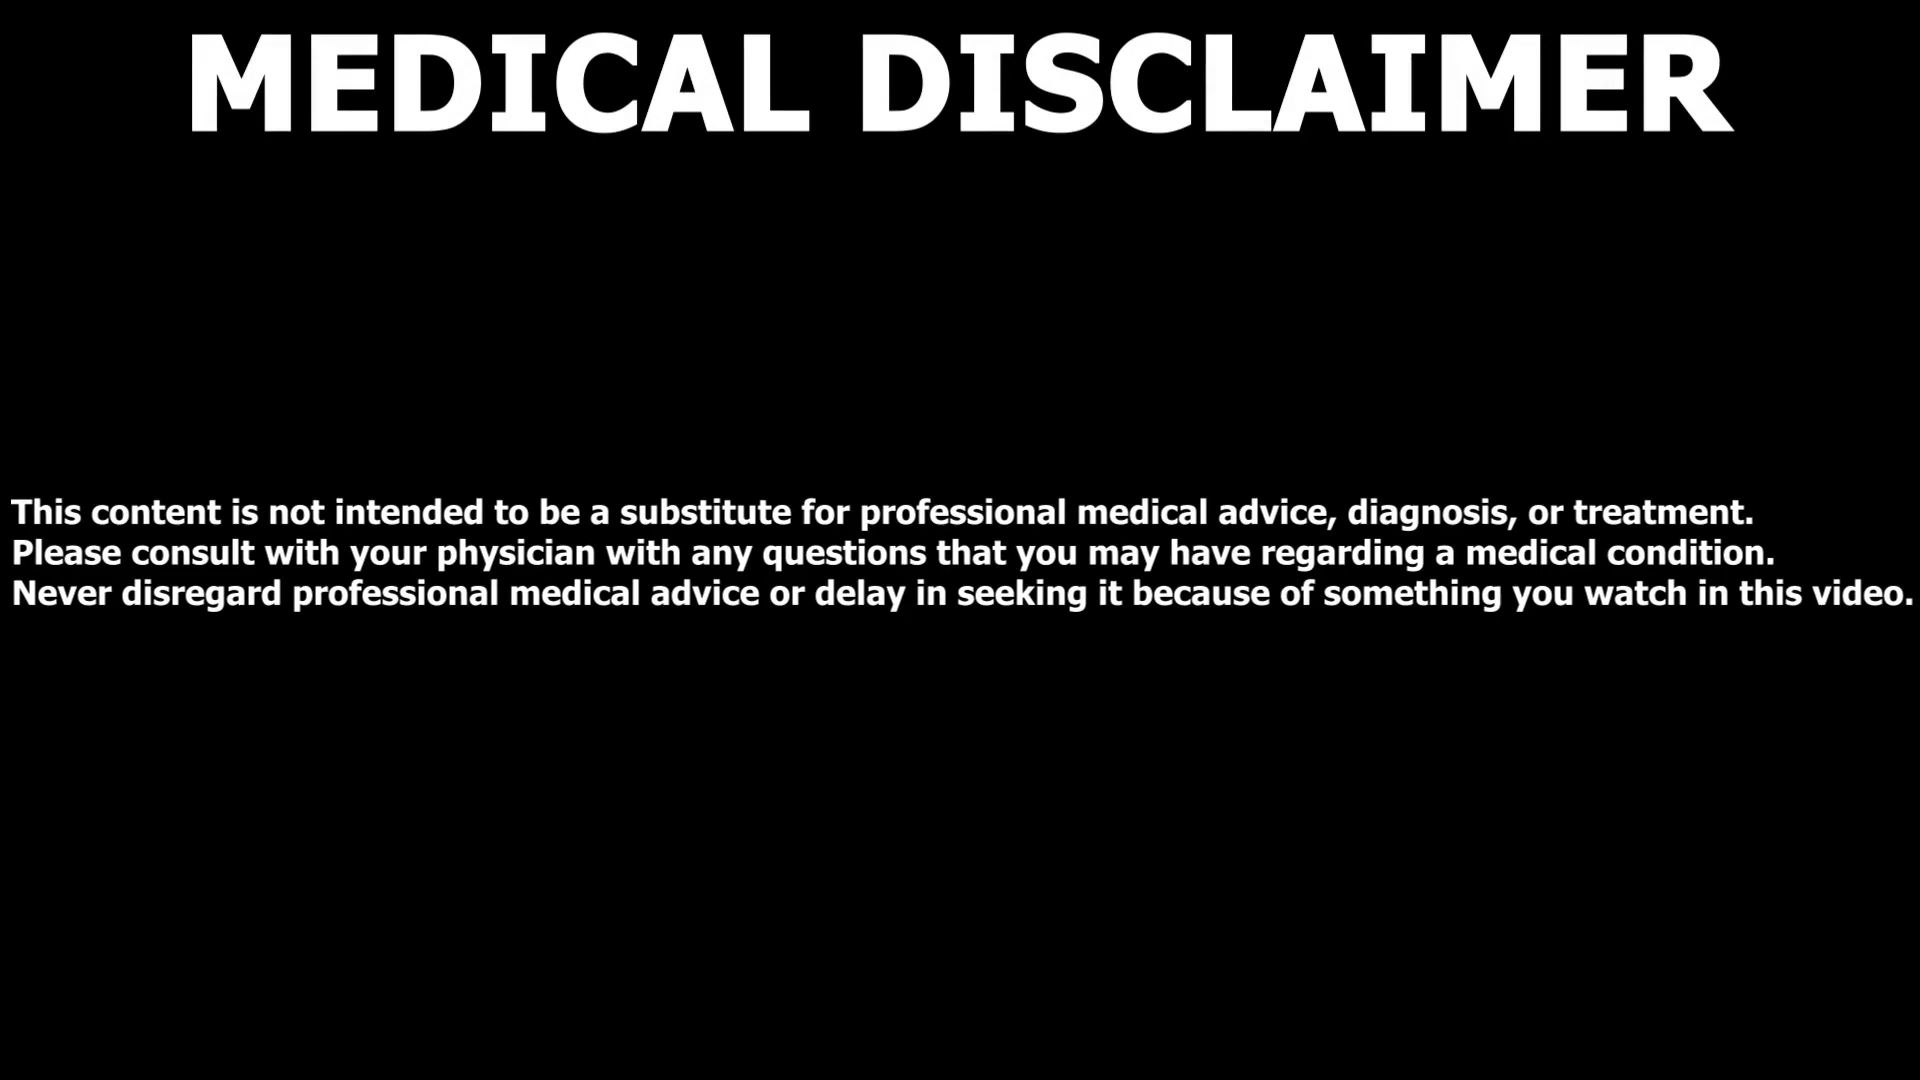 MEDICAL DISCLAIMER
This content is not intended to be a substitute for professional medical advice, diagnosis, or treatment.
Please consult with your physician with any questions that you may have regarding a medical condition.
Never disregard professional medical advice or delay in seeking it because of something you watch in this video.